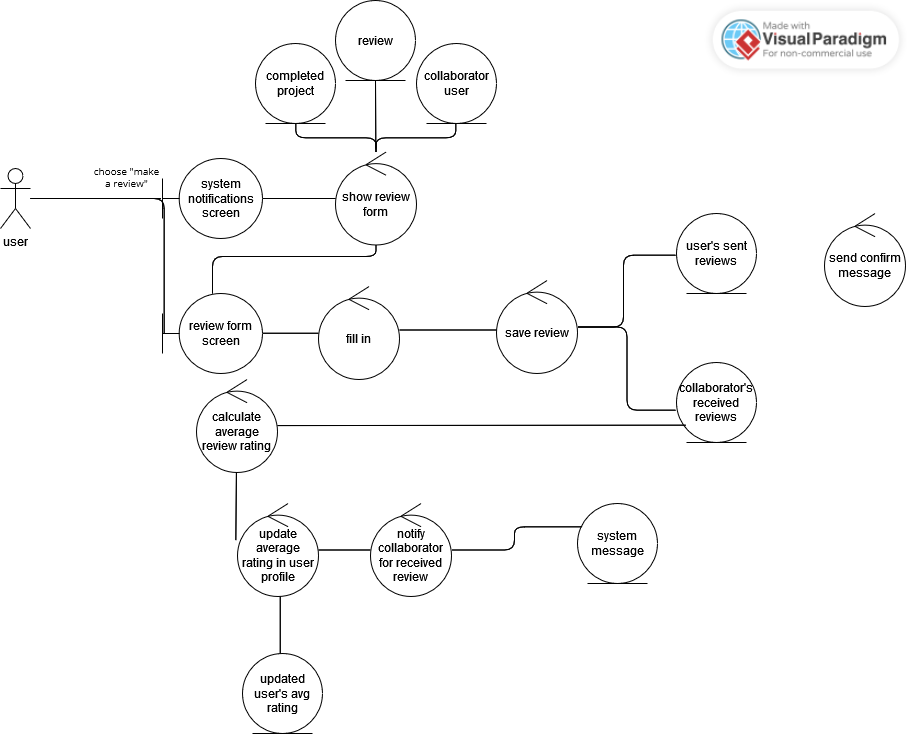 Made with
VisualParadigm
For non-commercial use
review
completed
project
collaborator
user
choose "make
a review"
system
notifications
screen
show review
form
user
user's sent
reviews
send confirm
message
review form
screen
fill in
save review
collaborator's
received
reviews
calculate
average
review rating
update
average
rating in user
profile
notify
collaborator
for received
review
system
message
updated
user's avg
rating